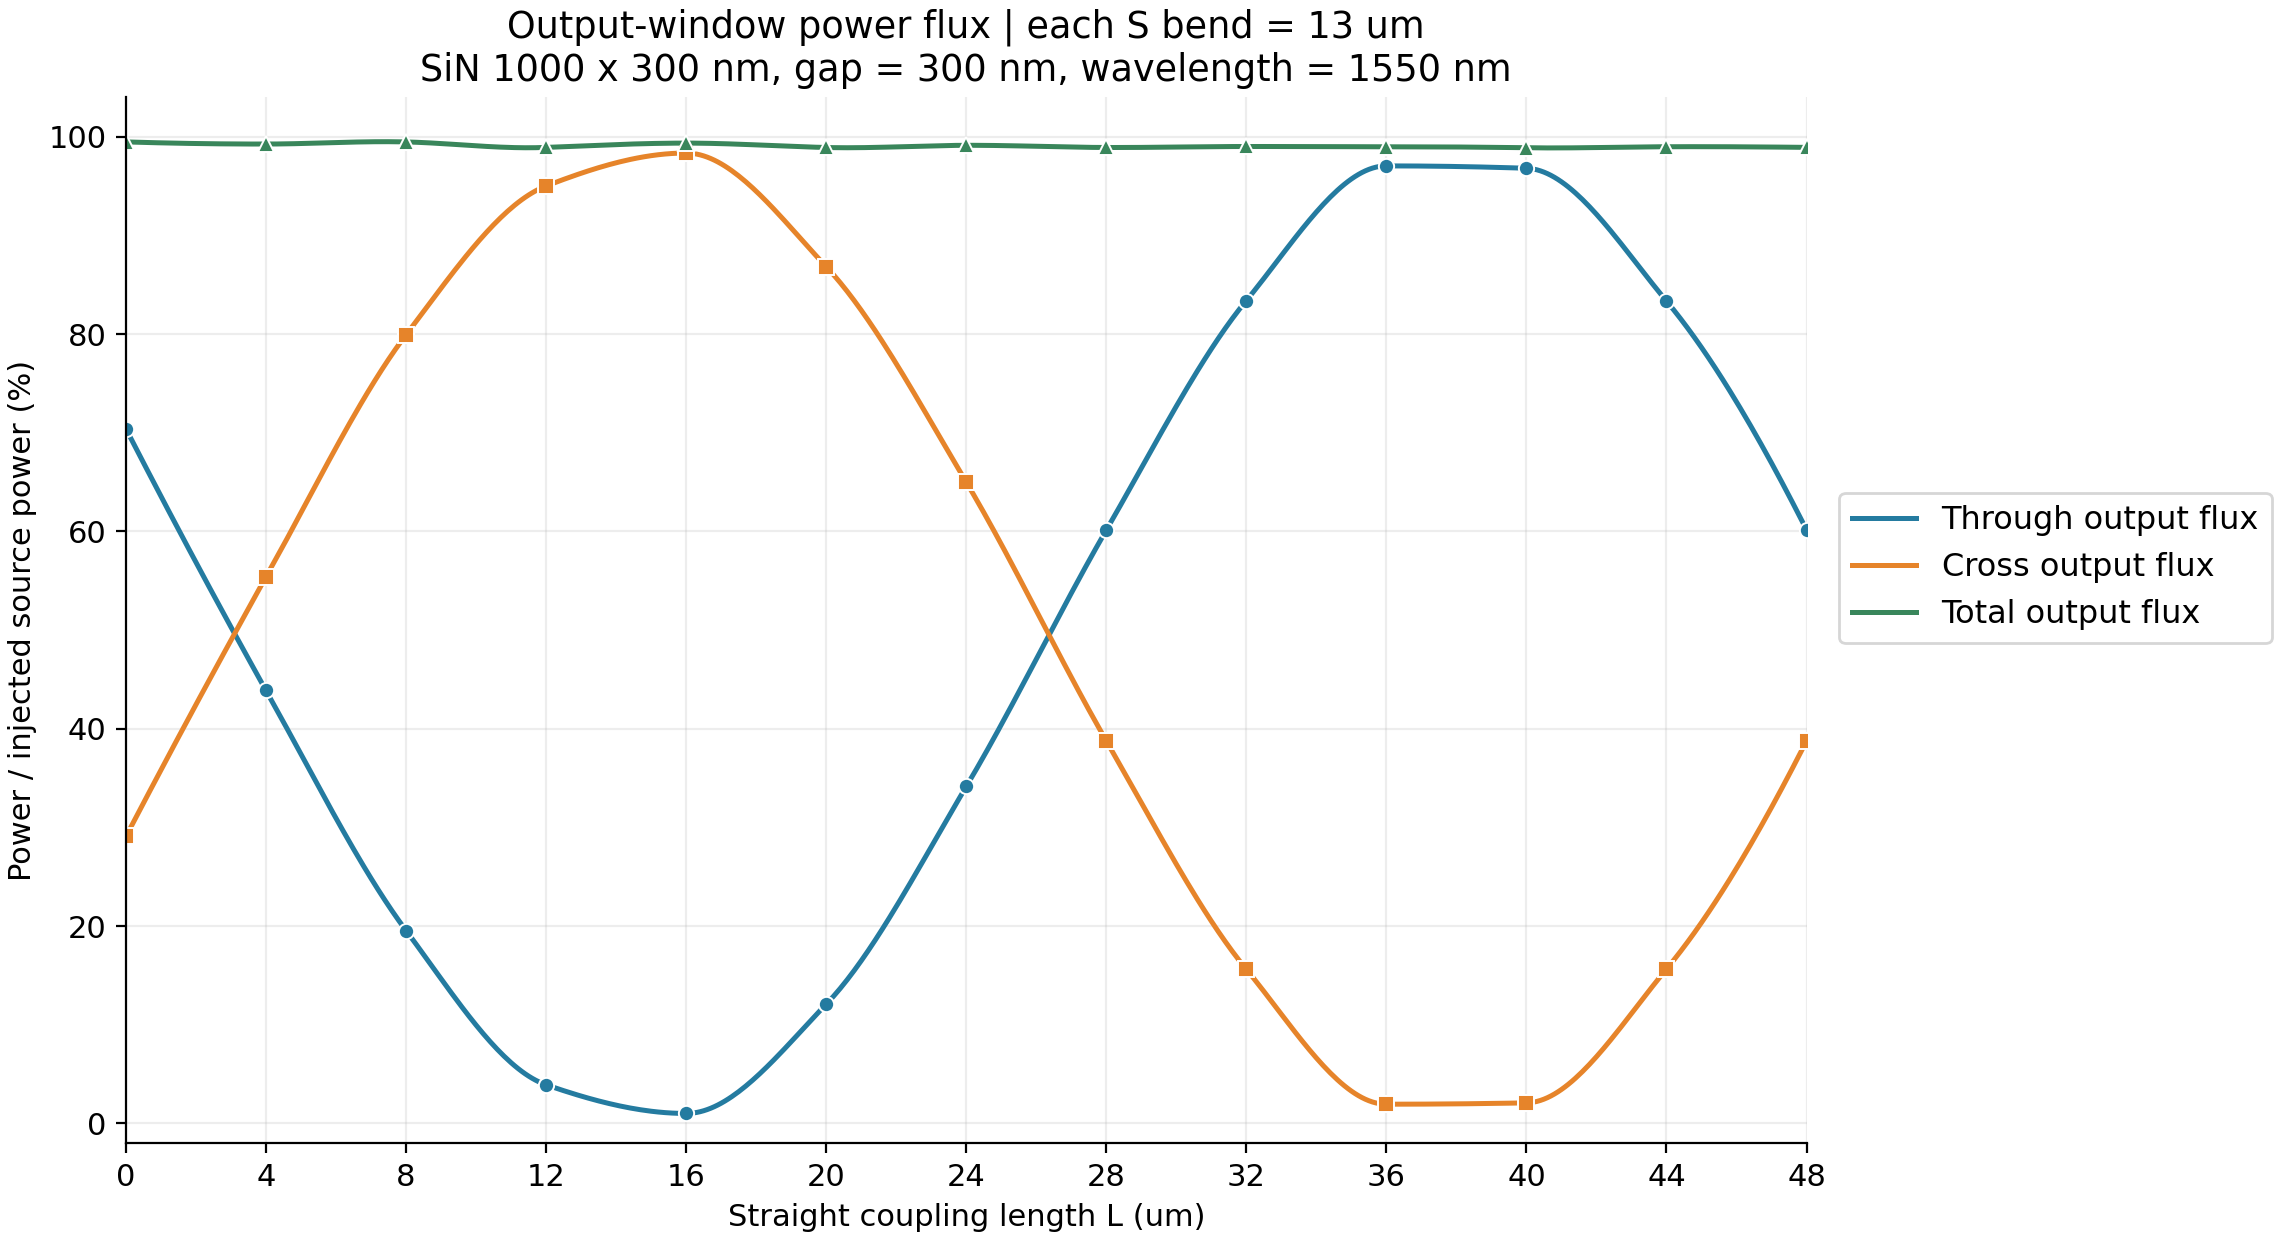 Output-window power flux | each S bend = 13 um
SiN 1000 x 300 nm, gap = 300 nm, wavelength = 1550 nm
Power / injected source power (%)
100
80
60
40
20
0
0 4 8 12 16 20 24 28 32 36 40 44 48
Straight coupling length L (um)
Through output flux
Cross output flux
Total output flux